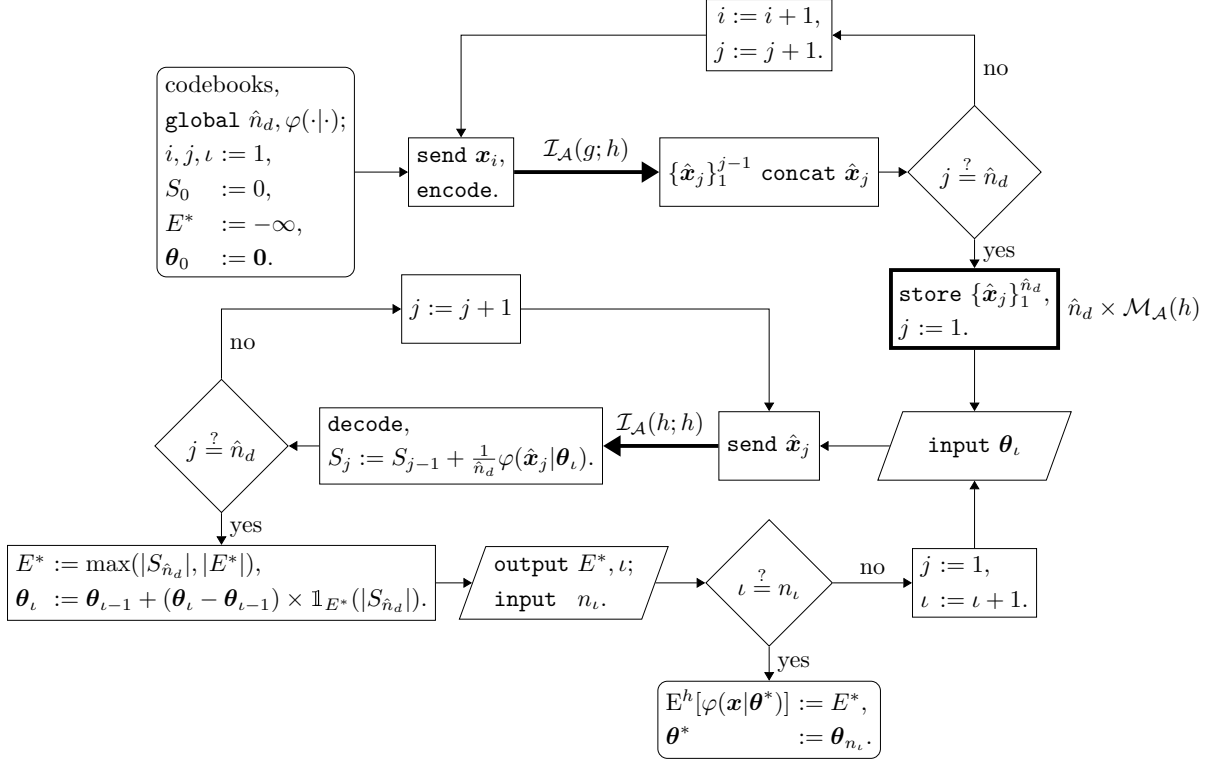 i := i + 1,
j := j + 1.
no
codebooks,
global n̂_d, φ(·|·);
i, j, ι := 1,
S_0 := 0,
E* := −∞,
θ_0 := 0.
send x_i,
encode.
I_A(g; h)
{x̂_j}_1^{j−1} concat x̂_j
j ≟ n̂_d
yes
store {x̂_j}_1^{n̂_d},
j := 1.
n̂_d × M_A(h)
j := j + 1
no
j ≟ n̂_d
decode,
S_j := S_{j−1} + 1/n̂_d φ(x̂_j|θ_ι).
I_A(h; h)
send x̂_j
input θ_ι
yes
E* := max(|S_{n̂_d}|, |E*|),
θ_ι := θ_{ι−1} + (θ_ι − θ_{ι−1}) × 𝟙_{E*}(|S_{n̂_d}|).
output E*, ι;
input n_ι.
ι ≟ n_ι
no
j := 1,
ι := ι + 1.
yes
E^h[φ(x|θ*)] := E*,
θ* := θ_{n_ι}.